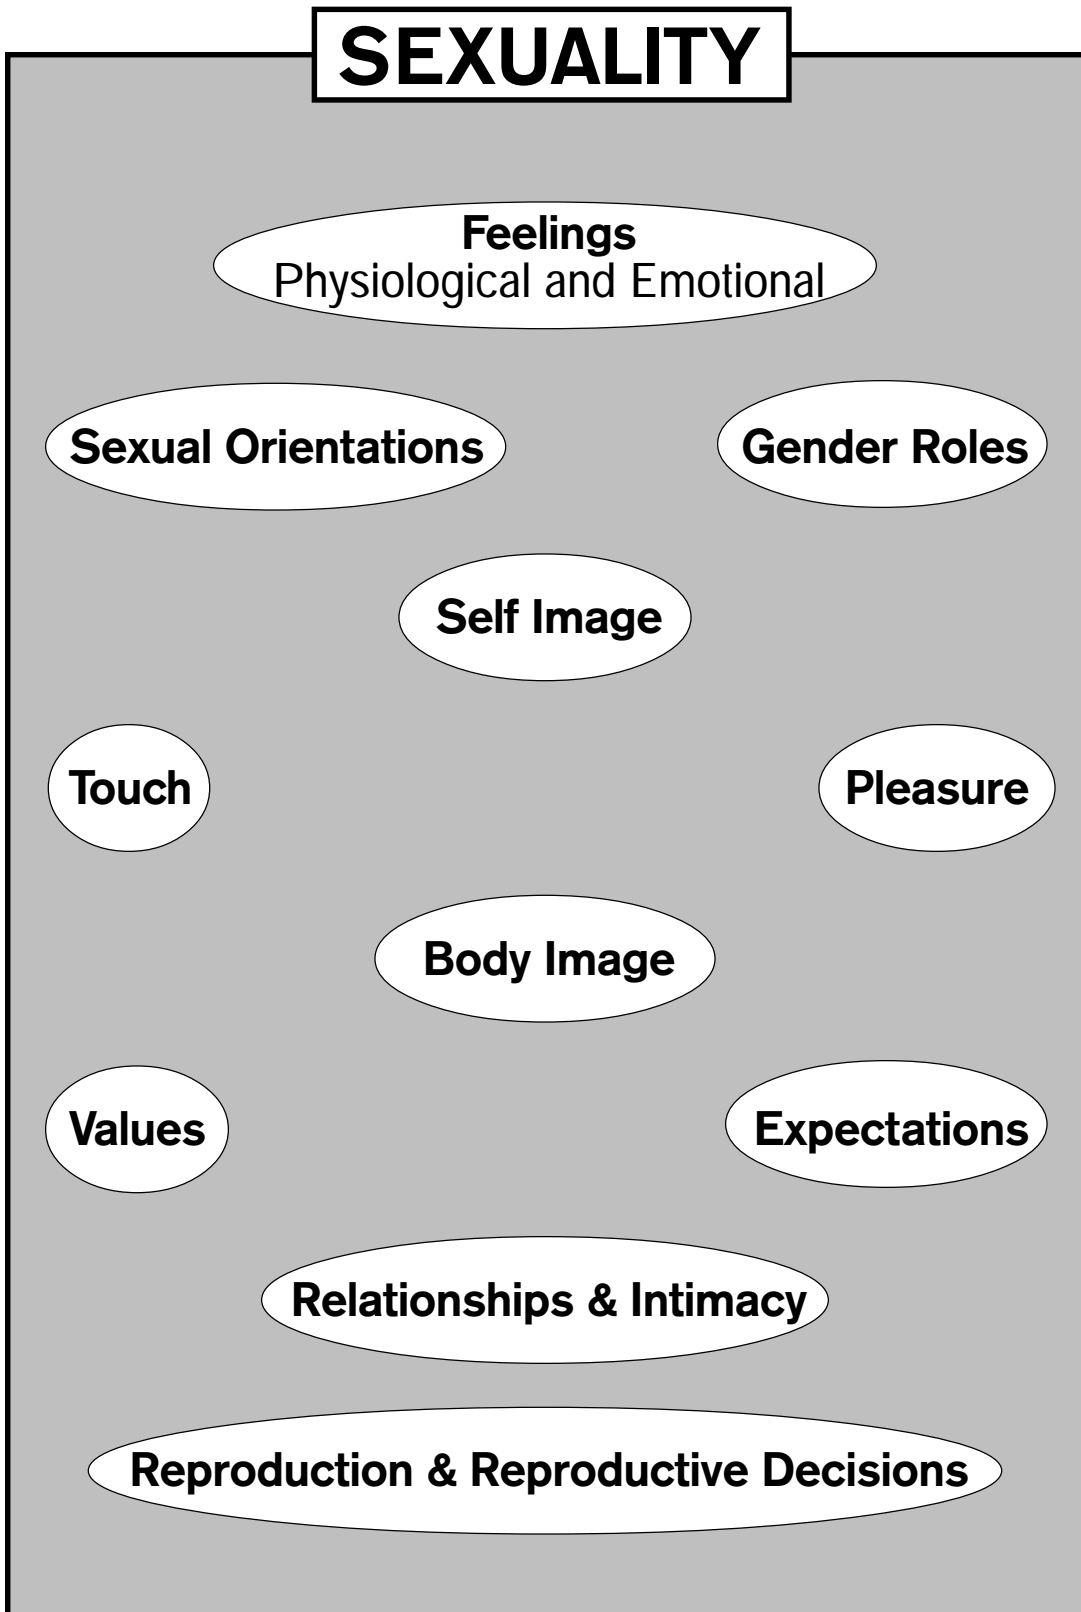 SEXUALITY
Feelings
Physiological and Emotional
Sexual Orientations
Gender Roles
Self Image
Touch
Pleasure
Body Image
Values
Expectations
Relationships & Intimacy
Reproduction & Reproductive Decisions